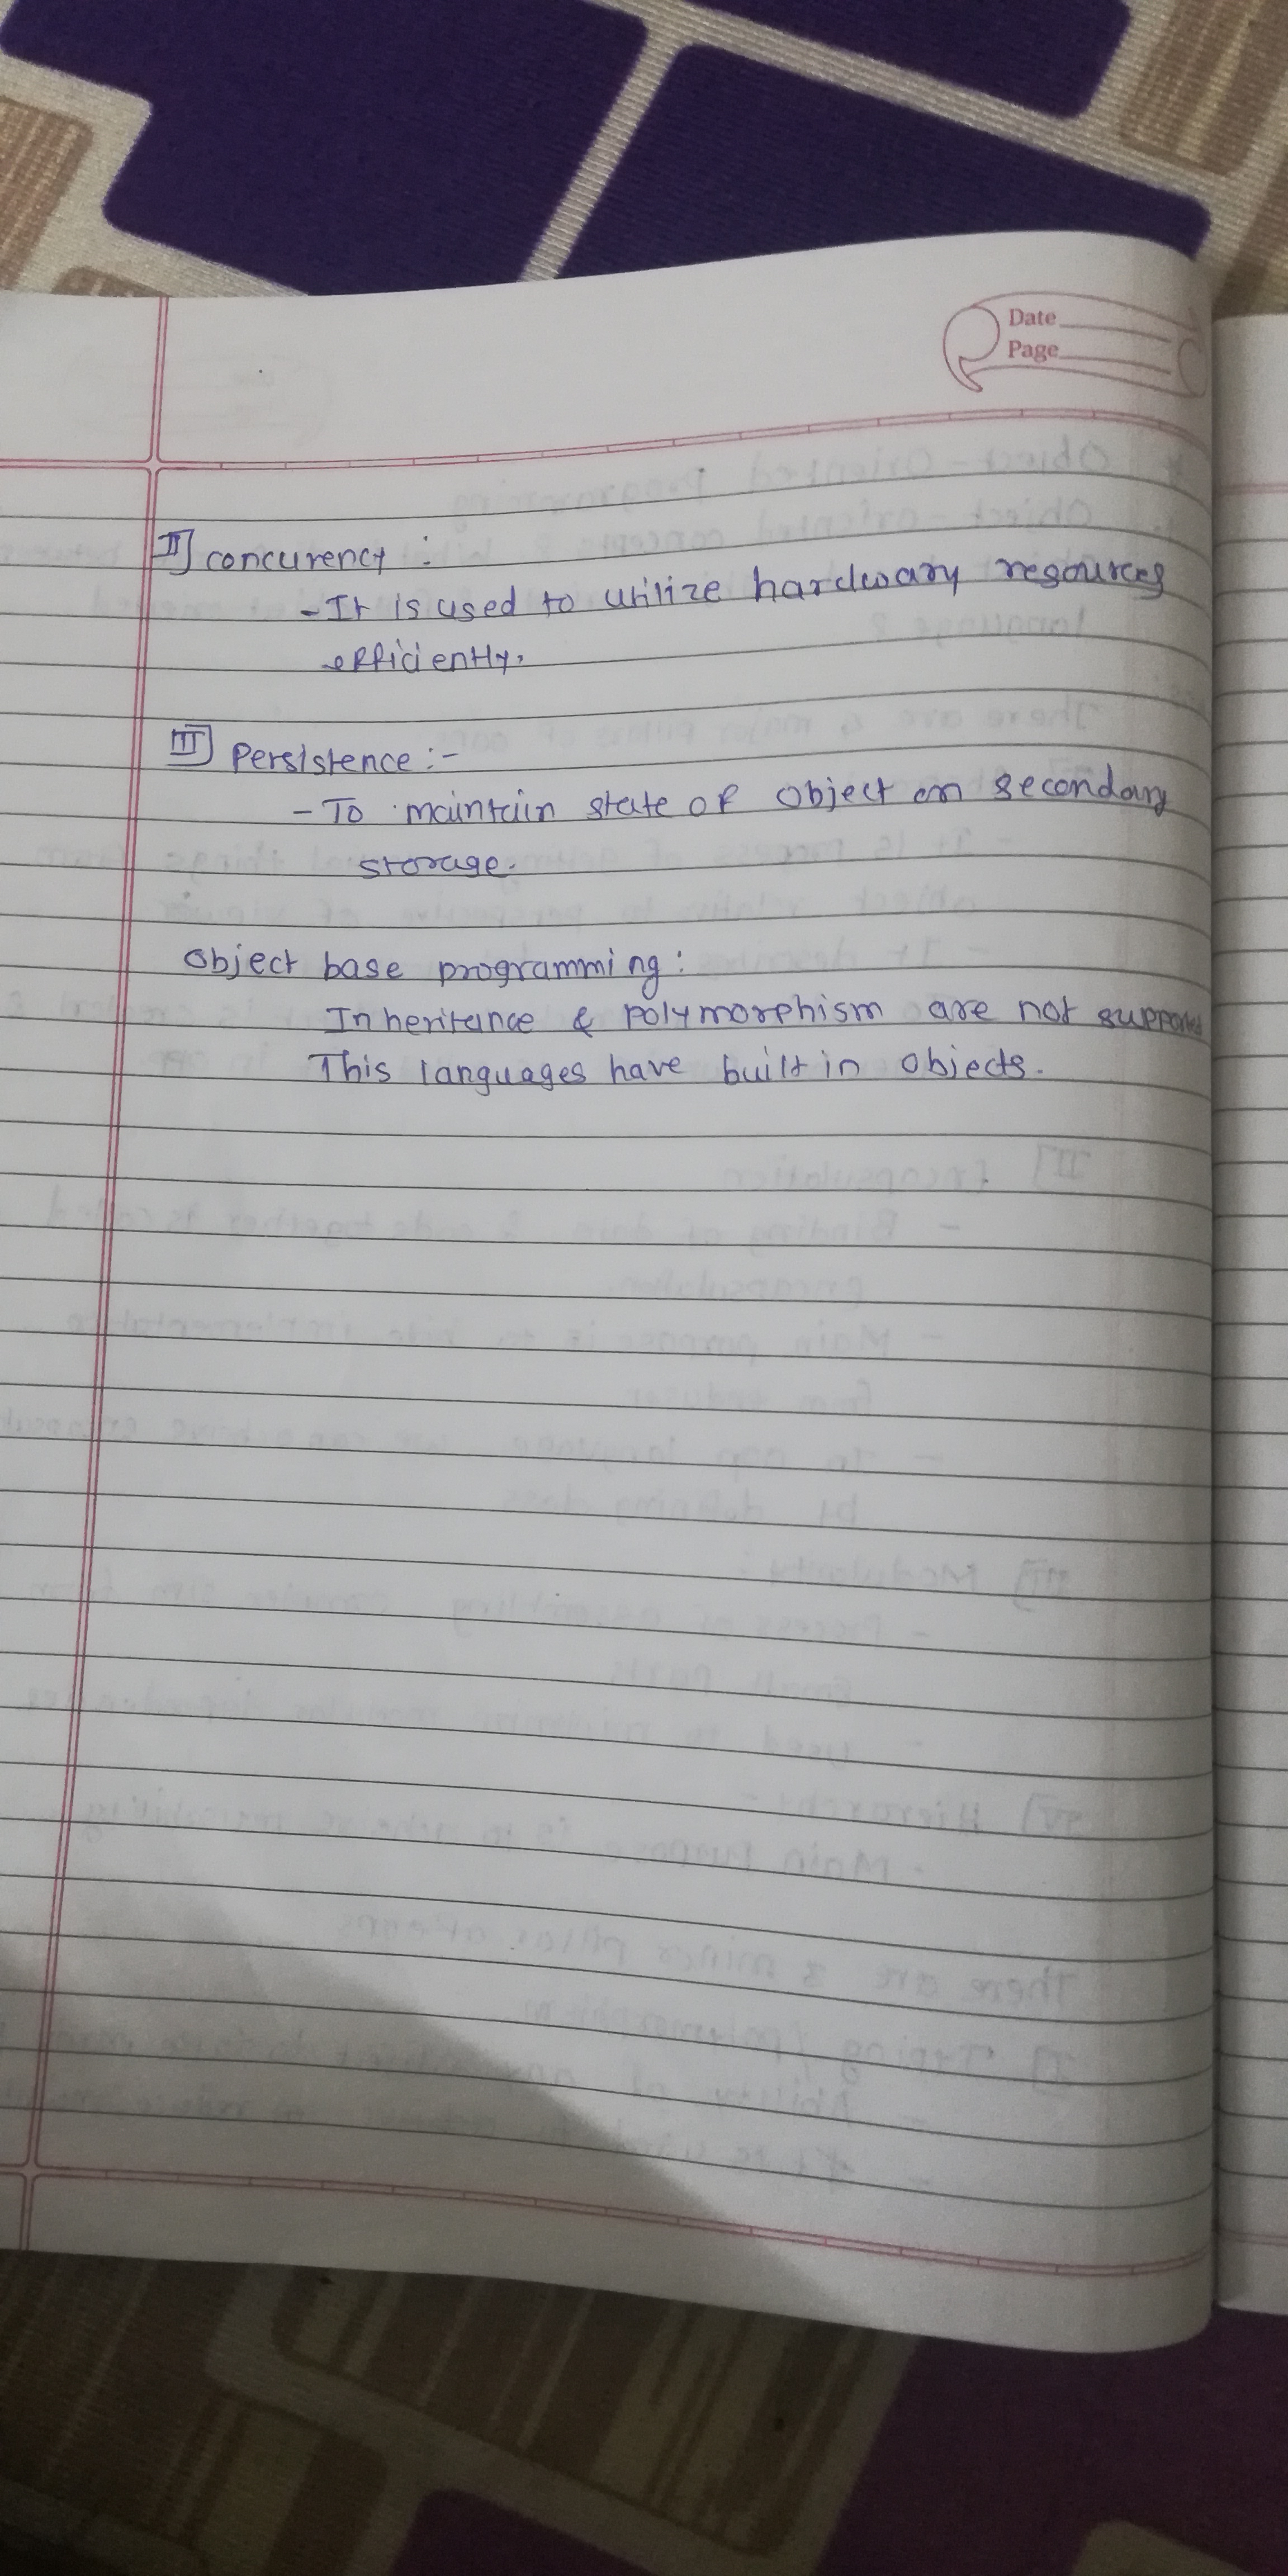 Date
Page
II] concurency :
- It is used to utilize hardwary resources
efficiently.
III] Persistence :-
- To maintain state of object on secondary
storage.
Object base programming :
Inheritance & polymorphism are not supported
This languages have built in objects.